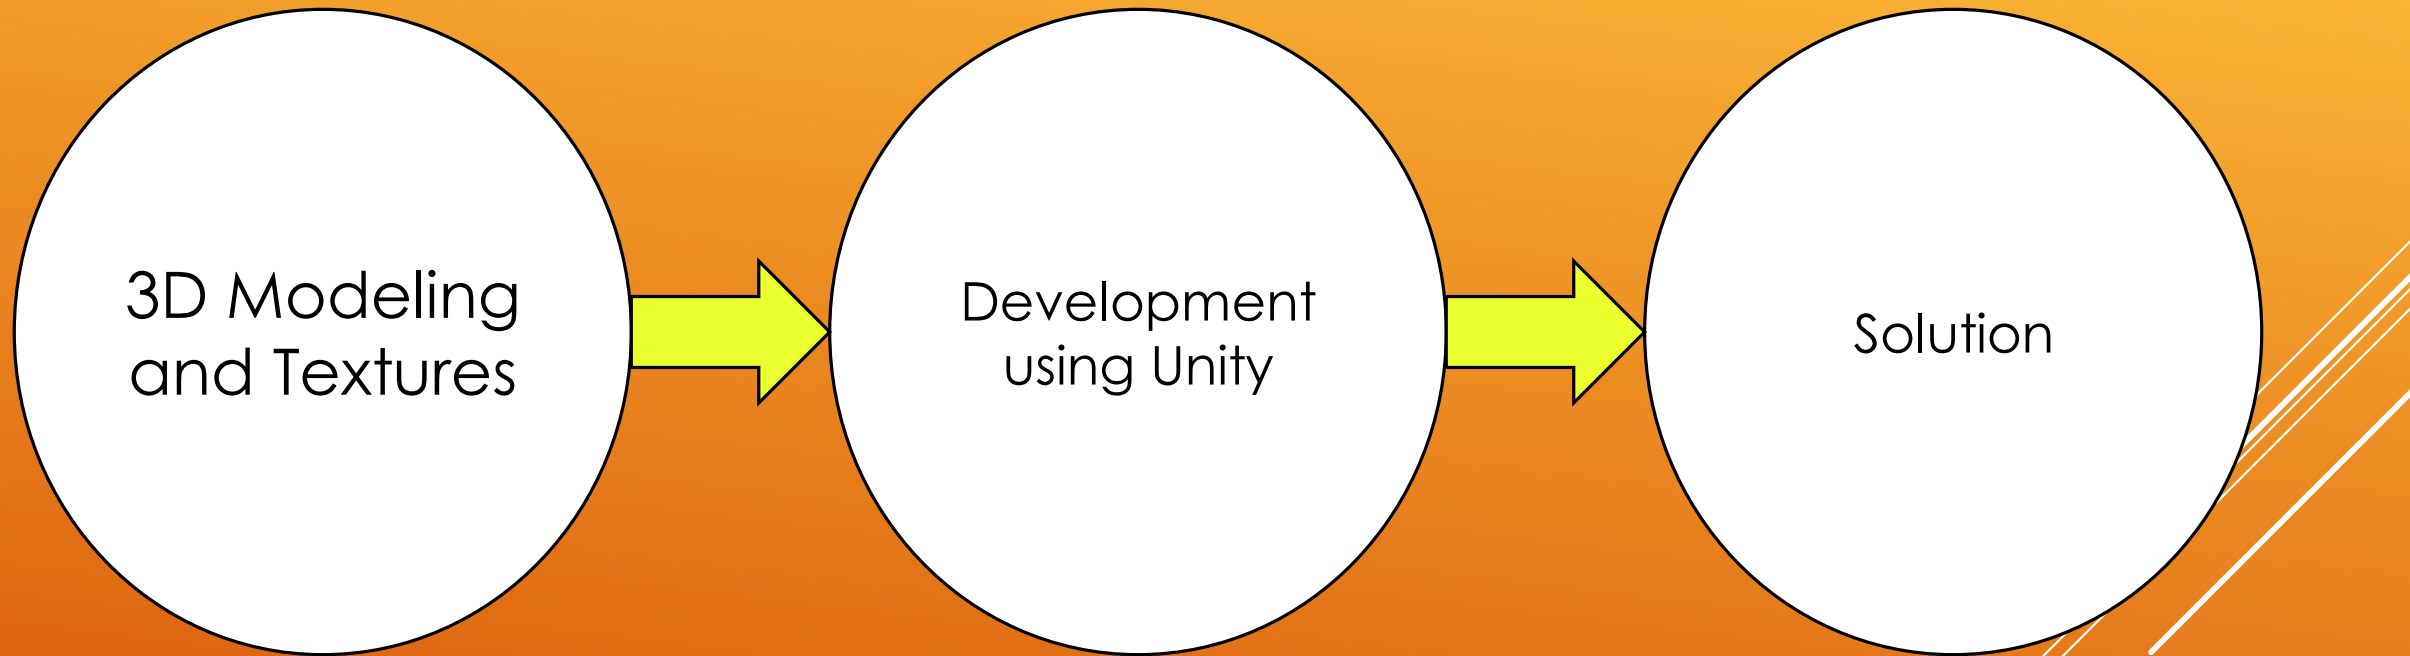 3D Modeling
and Textures
Development
using Unity
Solution